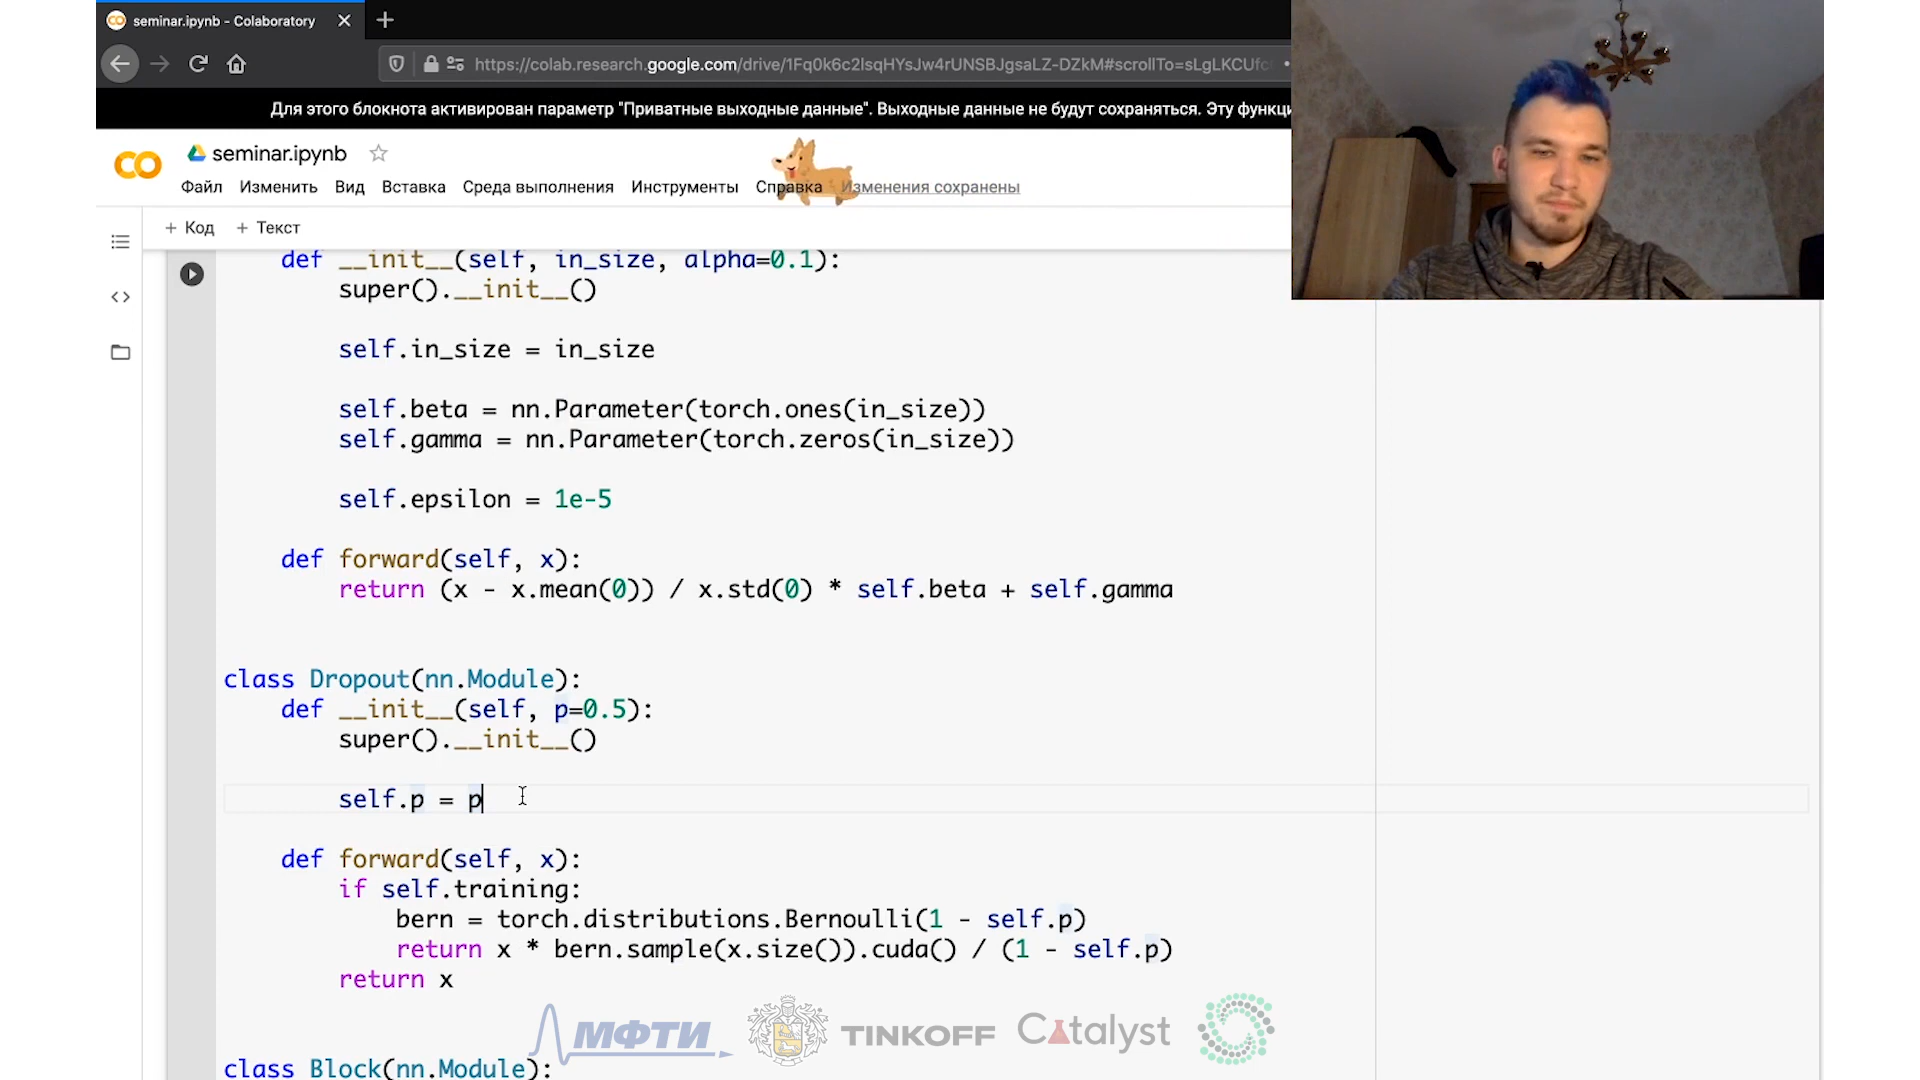 seminar.ipynb - Colaboratory
https://colab.research.google.com/drive/1Fq0k6c2lsqHYsJw4rUNSBJgsaLZ-DZkM#scrollTo=sLgLKCUfc
Для этого блокнота активирован параметр "Приватные выходные данные". Выходные данные не будут сохраняться. Эту функци
seminar.ipynb
Файл Изменить Вид Вставка Среда выполнения Инструменты Справка Изменения сохранены
+ Код + Текст
def __init__(self, in_size, alpha=0.1):
super().__init__()
self.in_size = in_size
self.beta = nn.Parameter(torch.ones(in_size))
self.gamma = nn.Parameter(torch.zeros(in_size))
self.epsilon = 1e-5
def forward(self, x):
return (x - x.mean(0)) / x.std(0) * self.beta + self.gamma
class Dropout(nn.Module):
def __init__(self, p=0.5):
super().__init__()
self.p = p
def forward(self, x):
if self.training:
bern = torch.distributions.Bernoulli(1 - self.p)
return x * bern.sample(x.size()).cuda() / (1 - self.p)
return x
МФТИ TINKOFF Catalyst
class Block(nn.Module):